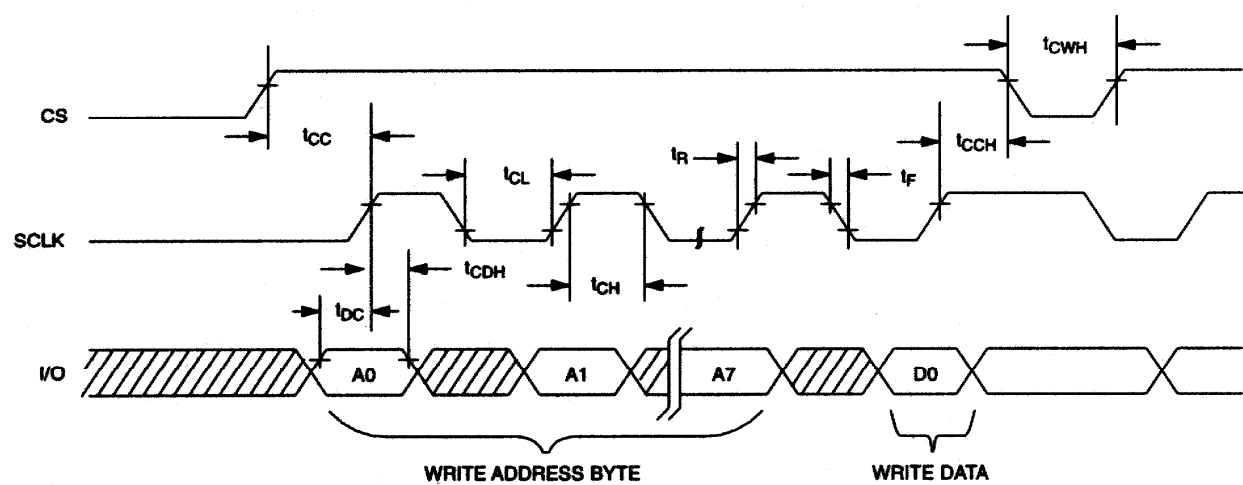 tCWH
CS
tCC
tCCH
tR
tF
tCL
SCLK
tCDH
tCH
tDC
I/O
A0
A1
A7
D0
WRITE ADDRESS BYTE
WRITE DATA